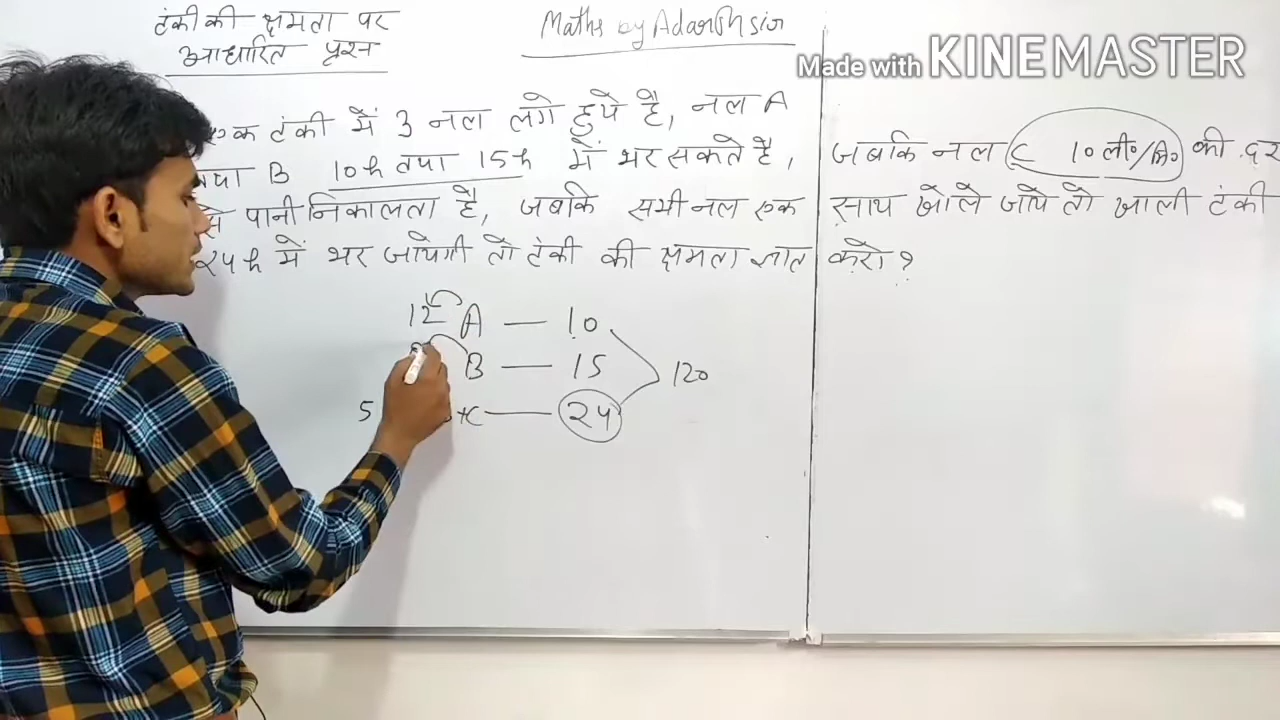 टंकी की क्षमता पर
आधारित प्रश्न
Maths by Adarsh sir
Made with KINEMASTER
एक टंकी में 3 नल लगे हुये है, नल A
तथा B 10h तथा 15h में भर सकते है, जबकि नल C 10 ली०/मि० की दर
से पानी निकालता है, जबकि सभी नल एक साथ खोले जाये तो खाली टंकी
24h में भर जायेगी तो टंकी की क्षमता ज्ञात करो?
12 A — 10
B — 15
120
5 +C — 24